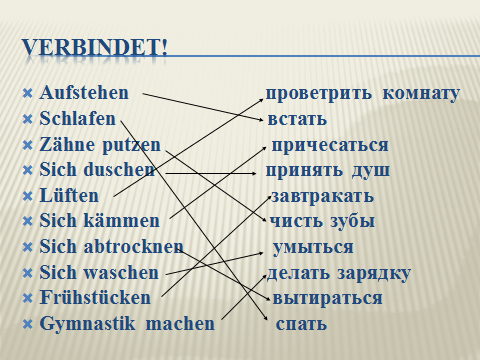 VERBINDET!
Aufstehen проветрить комнату
Schlafen встать
Zähne putzen причесаться
Sich duschen принять душ
Lüften завтракать
Sich kämmen чисть зубы
Sich abtrocknen умыться
Sich waschen делать зарядку
Frühstücken вытираться
Gymnastik machen спать